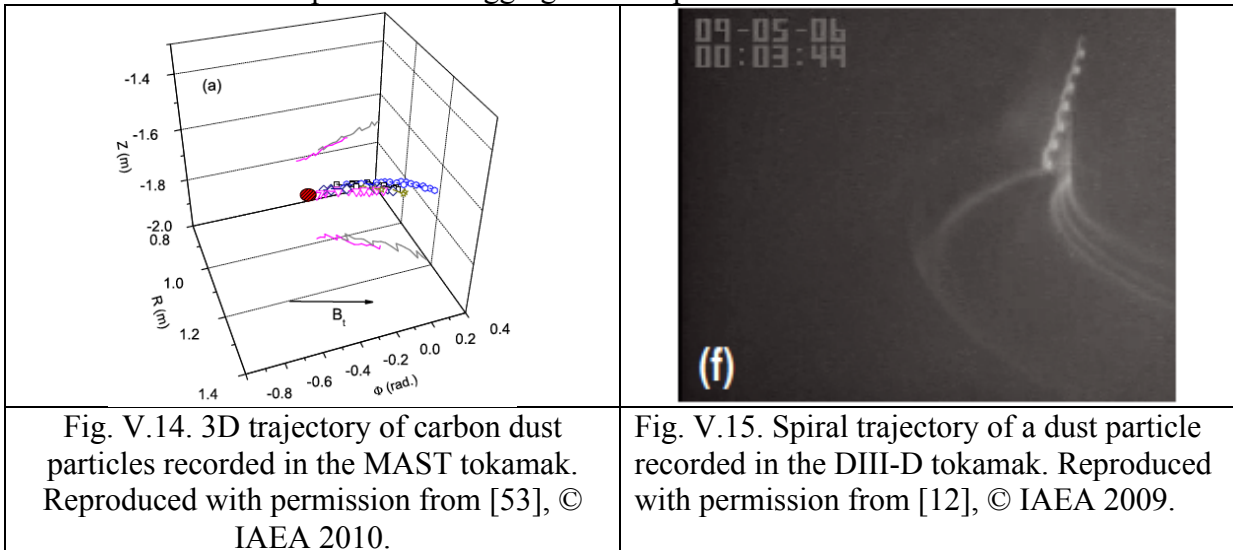 (a)
-1.4
-1.6
-1.8
-2.0
Z (m)
0.8
1.0
1.2
1.4
R (m)
-0.8
-0.6
-0.4
-0.2
0.0
0.2
0.4
Φ (rad.)
Bt
09-05-06
00:03:49
(f)
Fig. V.14. 3D trajectory of carbon dust
particles recorded in the MAST tokamak.
Reproduced with permission from [53], ©
IAEA 2010.
Fig. V.15. Spiral trajectory of a dust particle
recorded in the DIII-D tokamak. Reproduced
with permission from [12], © IAEA 2009.